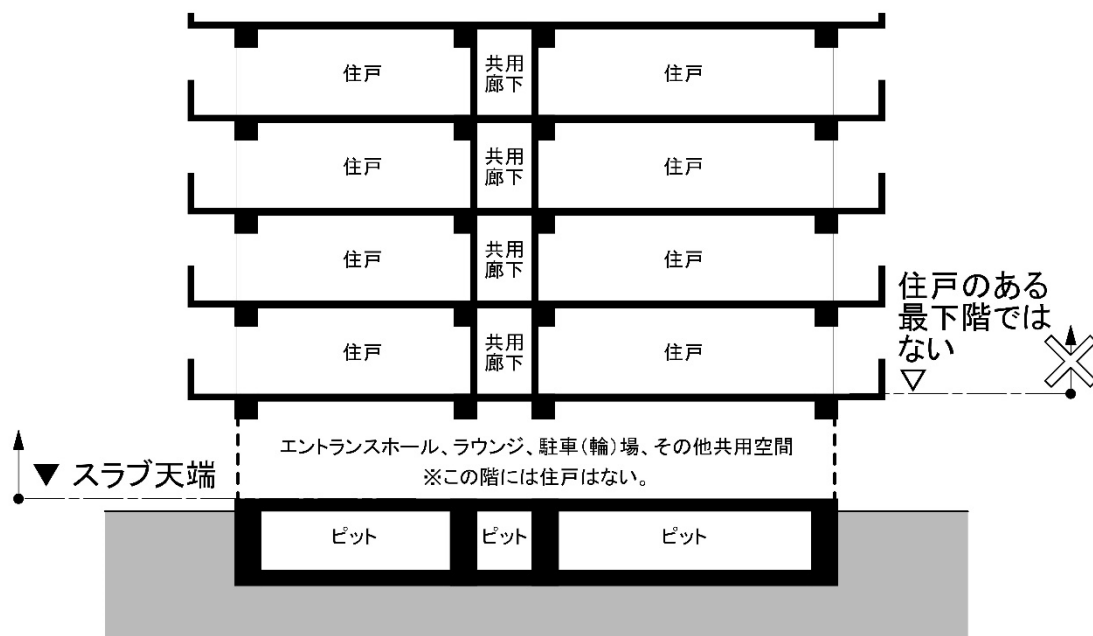 住戸
共用
廊下
住戸
住戸
共用
廊下
住戸
住戸
共用
廊下
住戸
住戸のある
最下階では
ない
▽
住戸
共用
廊下
住戸
エントランスホール、ラウンジ、駐車(輪)場、その他共用空間
※この階には住戸はない。
▼ スラブ天端
ピット
ピット
ピット